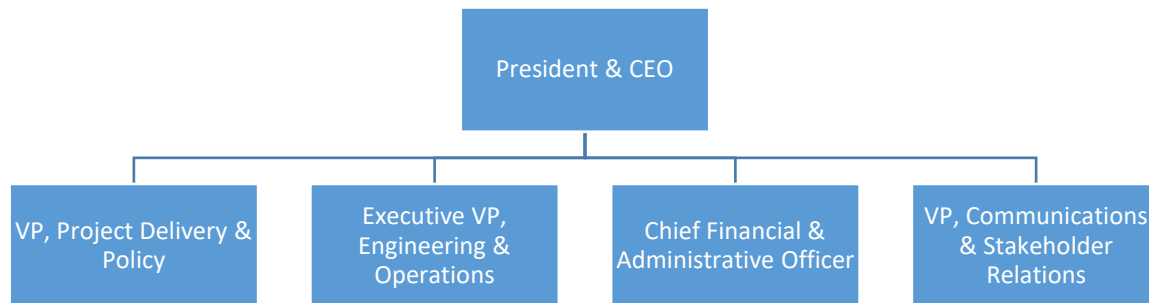 President & CEO
VP, Project Delivery &
Policy
Executive VP,
Engineering &
Operations
Chief Financial &
Administrative Officer
VP, Communications
& Stakeholder
Relations